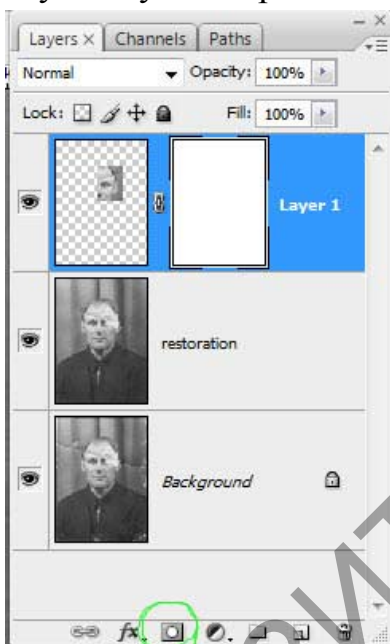 Layers × Channels Paths
Normal Opacity: 100%
Lock: Fill: 100%
Layer 1
restoration
Background
fx.